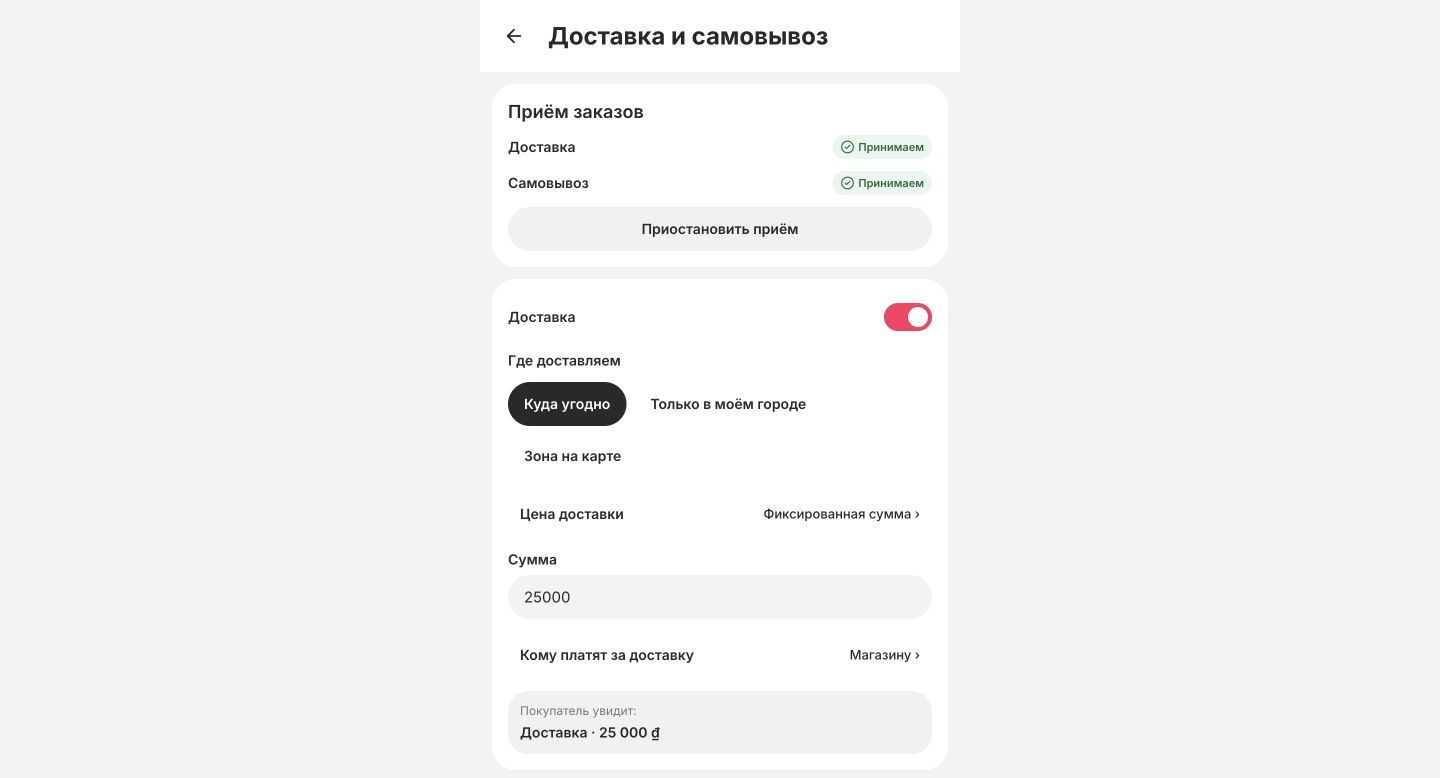 Доставка и самовывоз
Приём заказов
Доставка
Принимаем
Самовывоз
Принимаем
Приостановить приём
Доставка
Где доставляем
Куда угодно
Только в моём городе
Зона на карте
Цена доставки
Фиксированная сумма ›
Сумма
25000
Кому платят за доставку
Магазину ›
Покупатель увидит:
Доставка · 25 000 ₫